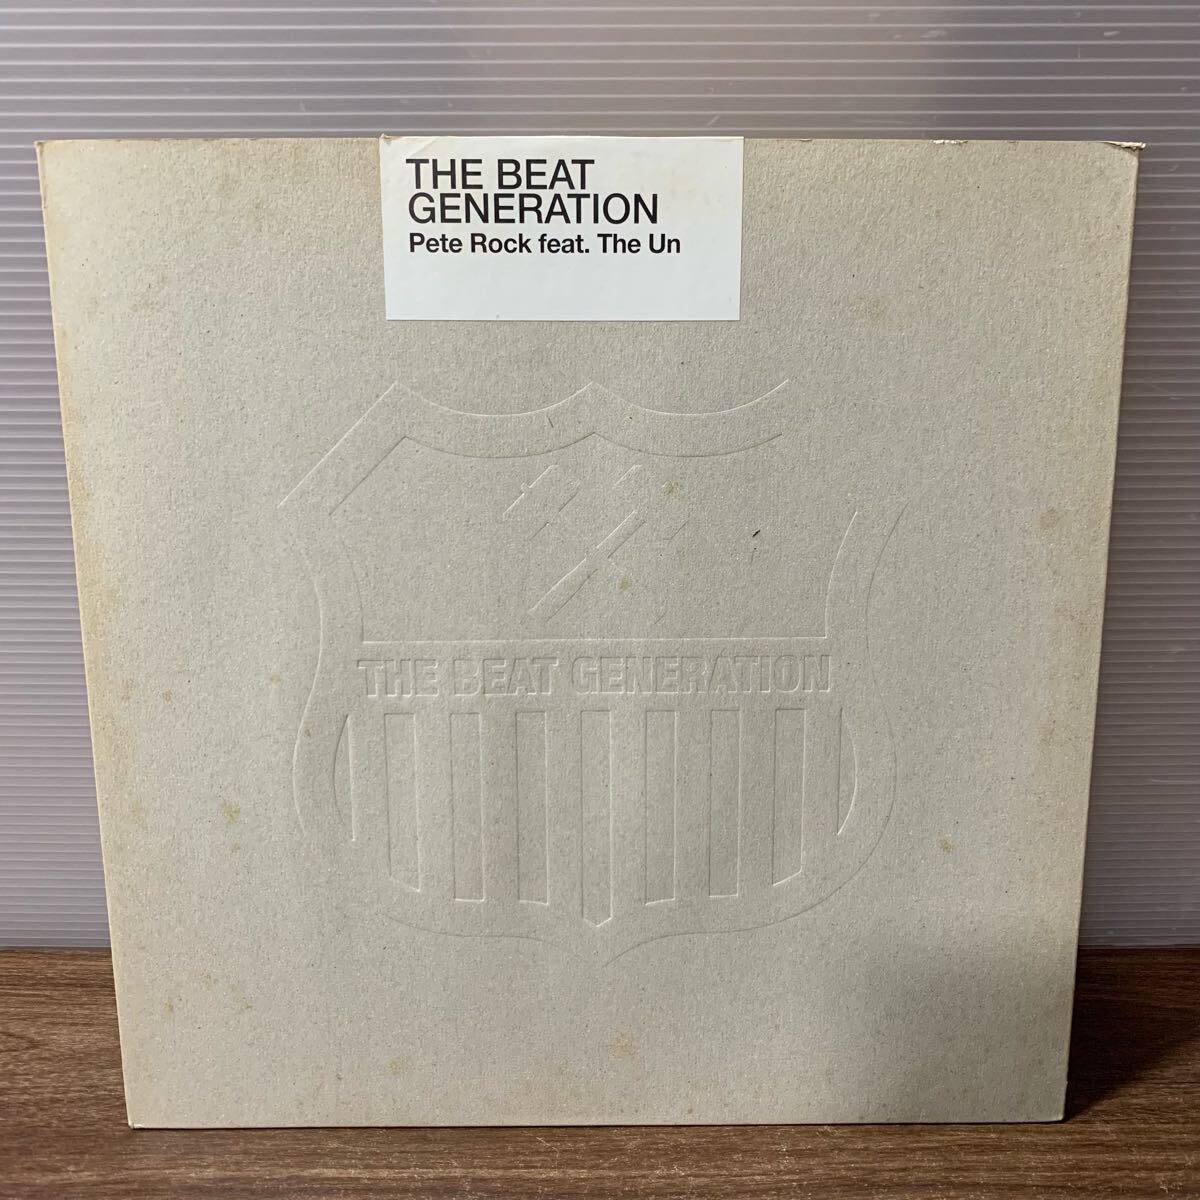 THE BEAT
GENERATION
Pete Rock feat. The Un
THE BEAT GENERATION